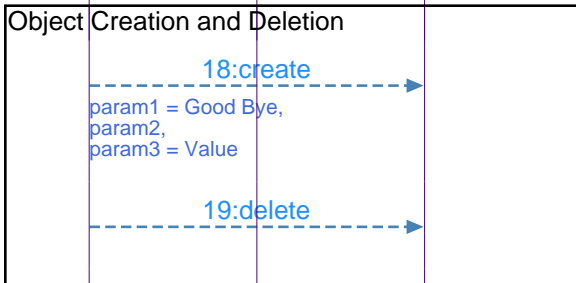 Object Creation and Deletion
18:create
param1 = Good Bye,
param2,
param3 = Value
19:delete